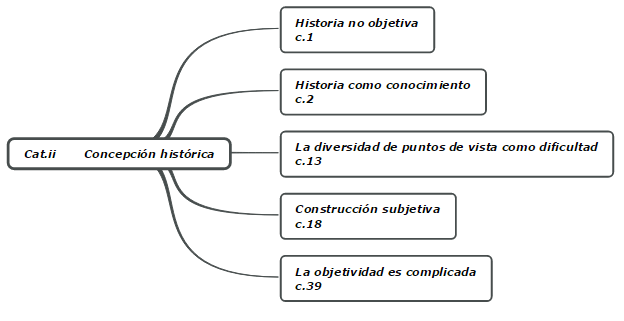 Historia no objetiva
c.1
Historia como conocimiento
c.2
Cat.ii Concepción histórica
La diversidad de puntos de vista como dificultad
c.13
Construcción subjetiva
c.18
La objetividad es complicada
c.39